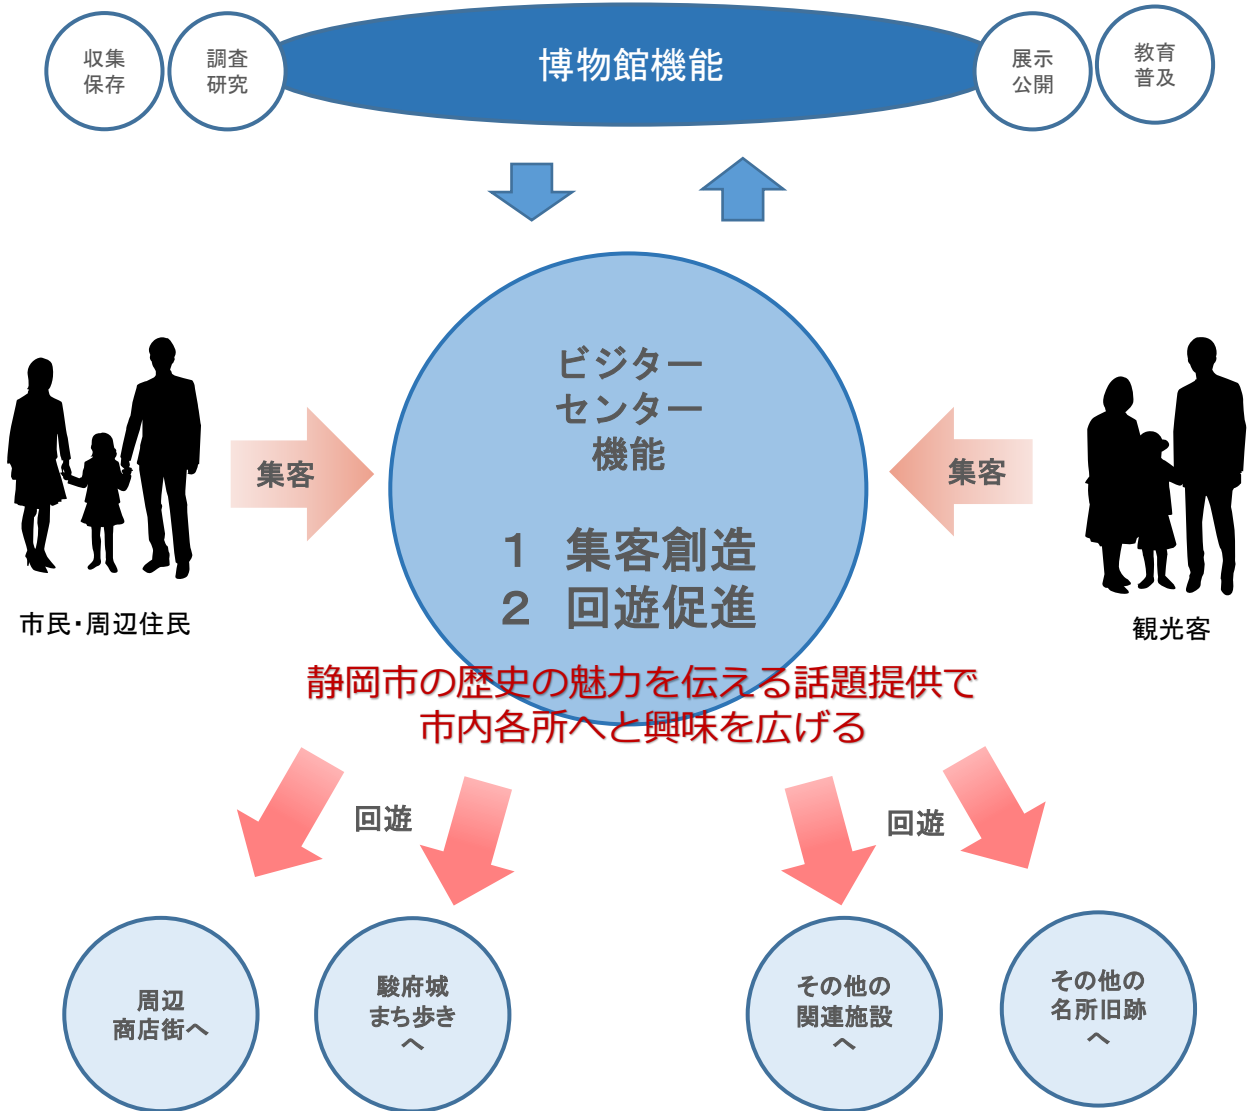 収集
保存
調査
研究
博物館機能
展示
公開
教育
普及
ビジター
センター
機能
1 集客創造
2 回遊促進
集客
集客
市民・周辺住民
観光客
静岡市の歴史の魅力を伝える話題提供で
市内各所へと興味を広げる
回遊
回遊
周辺
商店街へ
駿府城
まち歩き
へ
その他の
関連施設
へ
その他の
名所旧跡
へ